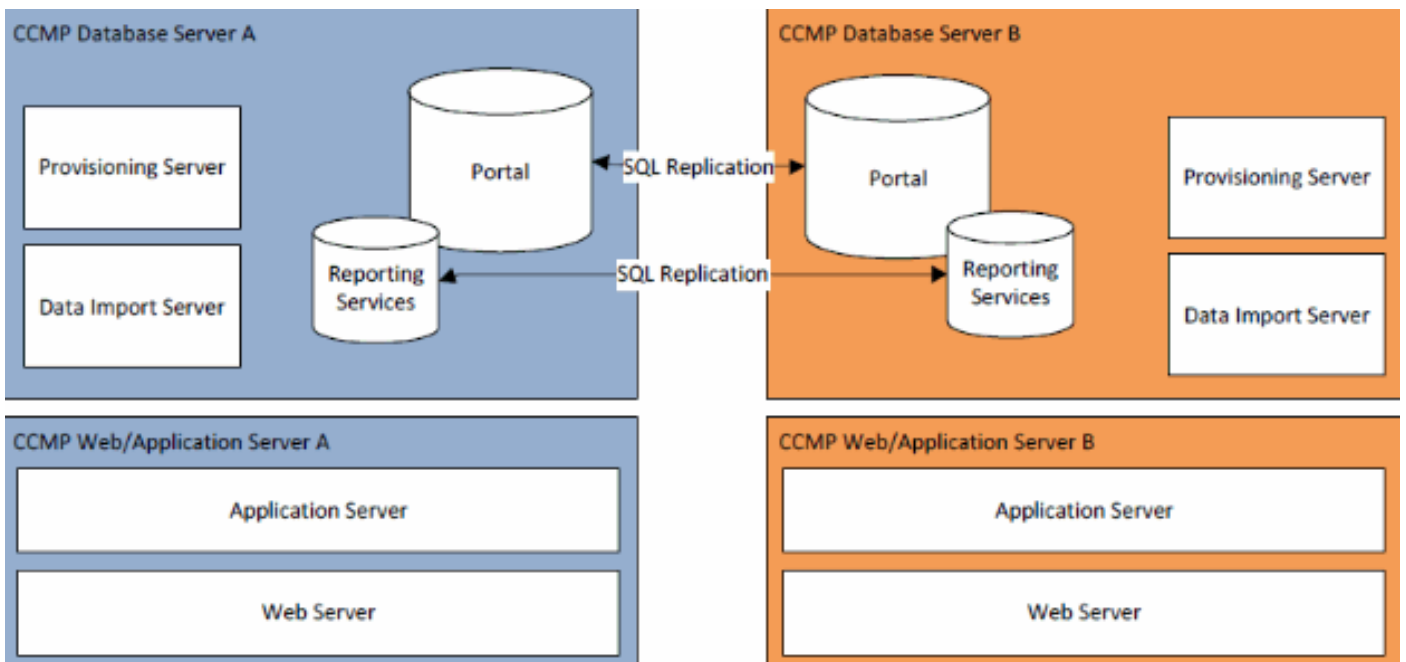 CCMP Database Server A
Provisioning Server
Data Import Server
Portal
Reporting
Services
SQL Replication
SQL Replication
CCMP Database Server B
Portal
Reporting
Services
Provisioning Server
Data Import Server
CCMP Web/Application Server A
Application Server
Web Server
CCMP Web/Application Server B
Application Server
Web Server